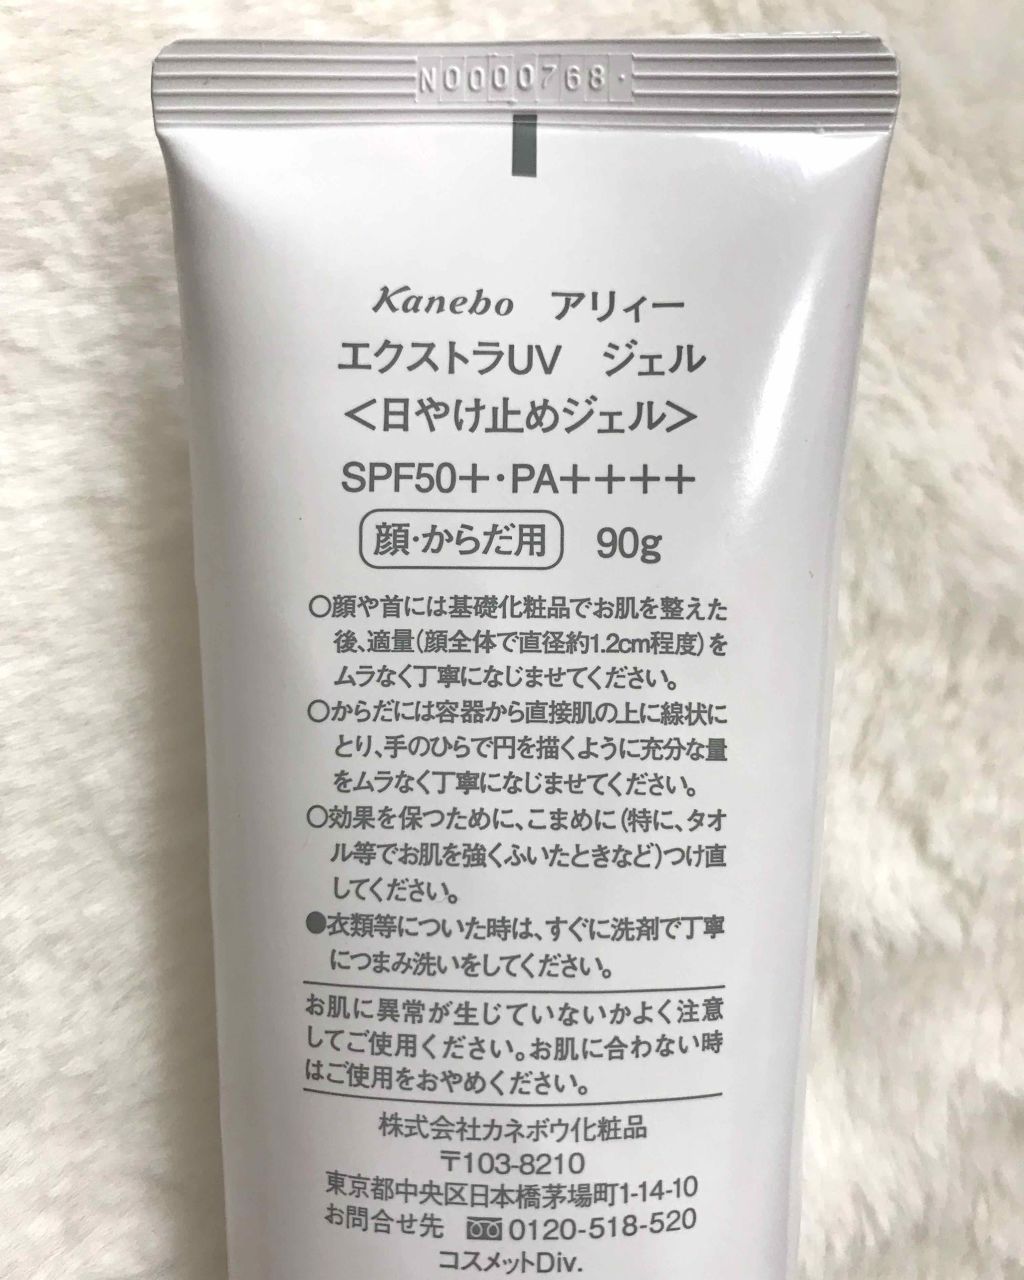 N0000768.
Kanebo アリィー
エクストラUV ジェル
＜日やけ止めジェル＞
SPF50＋・PA＋＋＋＋
顔・からだ用 90g
○顔や首には基礎化粧品でお肌を整えた
後、適量(顔全体で直径約1.2cm程度)を
ムラなく丁寧になじませてください。
○からだには容器から直接肌の上に線状に
とり、手のひらで円を描くように充分な量
をムラなく丁寧になじませてください。
○効果を保つために、こまめに(特に、タオ
ル等でお肌を強くふいたときなど)つけ直
してください。
●衣類等についた時は、すぐに洗剤で丁寧
につまみ洗いをしてください。
お肌に異常が生じていないかよく注意
してご使用ください。お肌に合わない時
はご使用をおやめください。
株式会社カネボウ化粧品
〒103-8210
東京都中央区日本橋茅場町1-14-10
お問合せ先 0120-518-520
コスメットDiv.